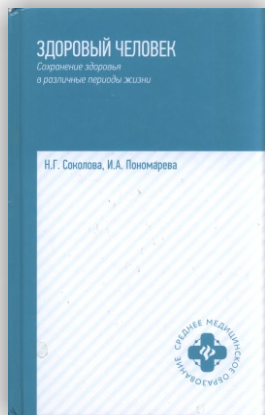 ЗДОРОВЫЙ ЧЕЛОВЕК
Сохранение здоровья
в различные периоды жизни
Н.Г. Соколова, И.А. Пономарева
СРЕДНЕЕ МЕДИЦИНСКОЕ ОБРАЗОВАНИЕ